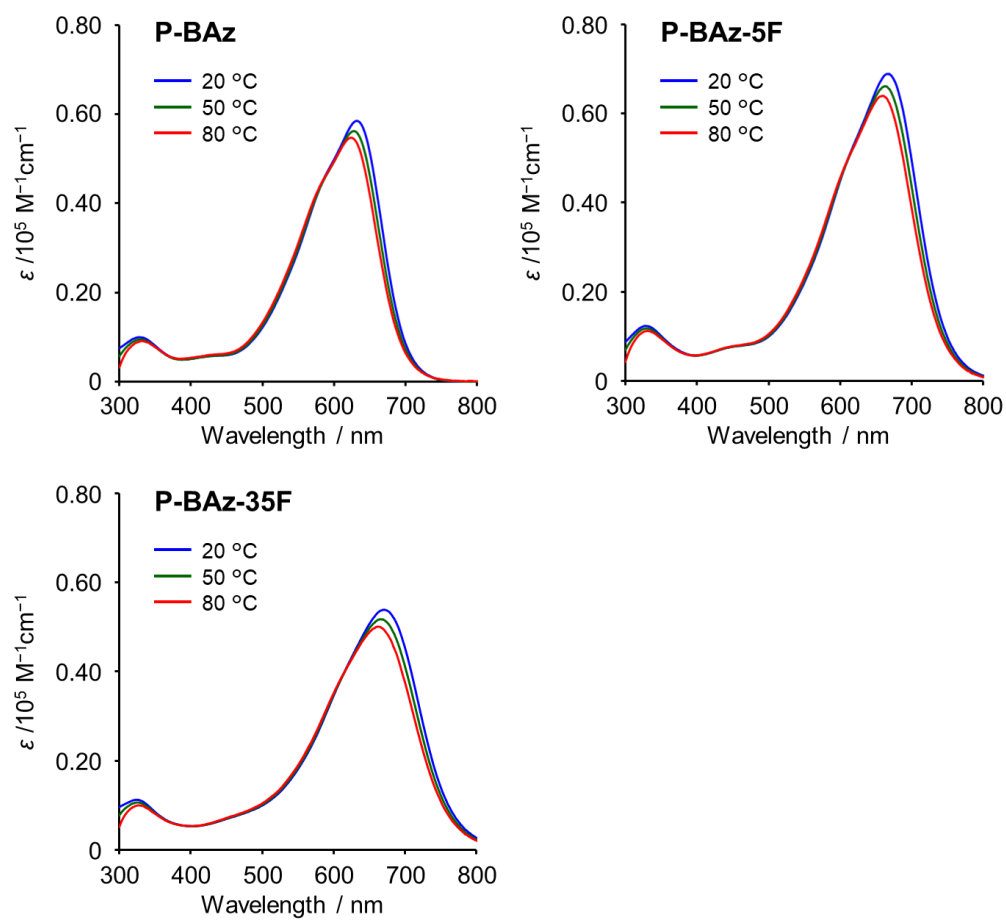 P-BAz
20 °C
50 °C
80 °C
0.80
0.60
0.40
0.20
0
ε /10⁵ M⁻¹cm⁻¹
300 400 500 600 700 800
Wavelength / nm
P-BAz-5F
20 °C
50 °C
80 °C
0.80
0.60
0.40
0.20
0
ε /10⁵ M⁻¹cm⁻¹
300 400 500 600 700 800
Wavelength / nm
P-BAz-35F
20 °C
50 °C
80 °C
0.80
0.60
0.40
0.20
0
ε /10⁵ M⁻¹cm⁻¹
300 400 500 600 700 800
Wavelength / nm